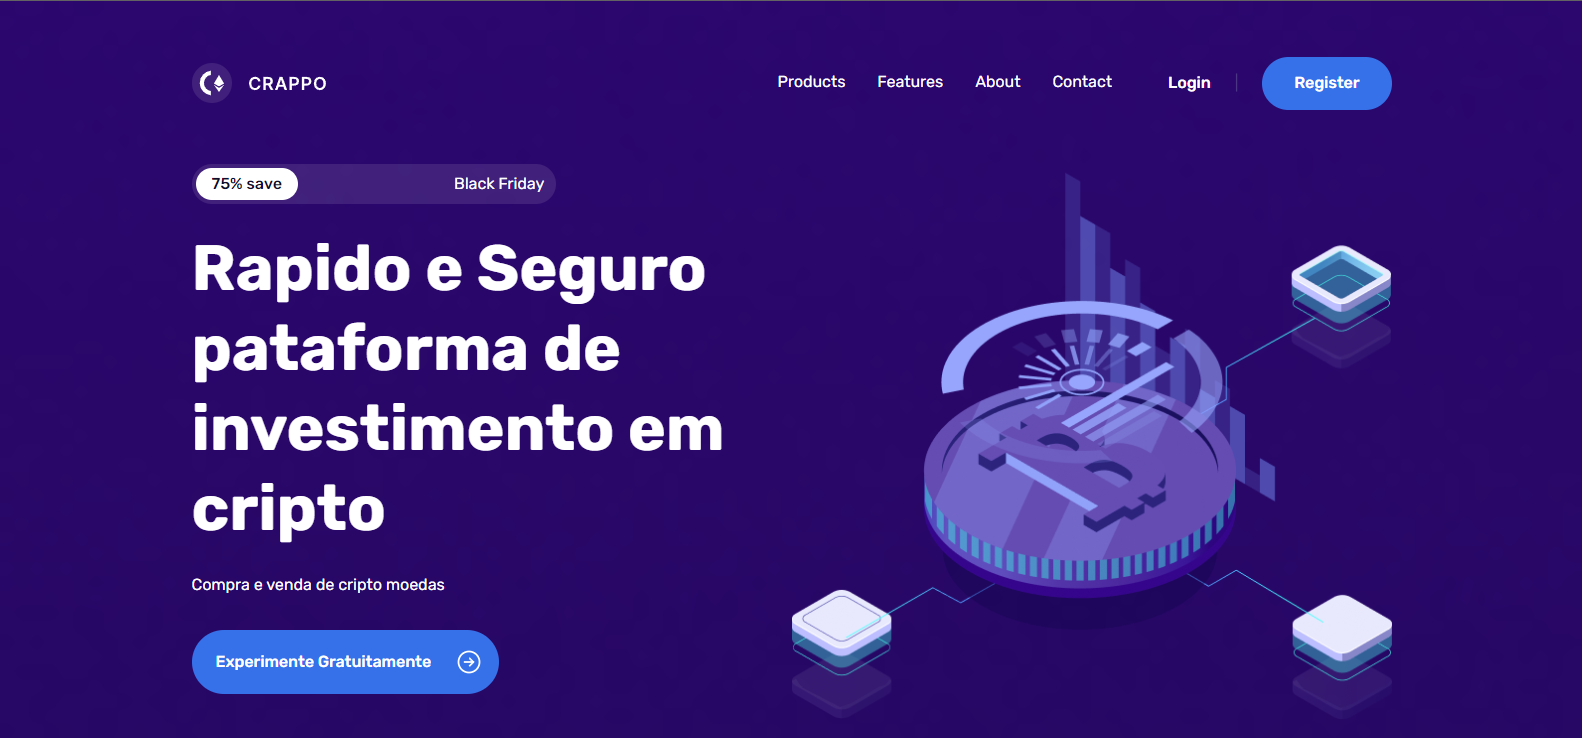 CRAPPO
Products
Features
About
Contact
Login
Register
75% save
Black Friday
Rapido e Seguro
pataforma de
investimento em
cripto
Compra e venda de cripto moedas
Experimente Gratuitamente